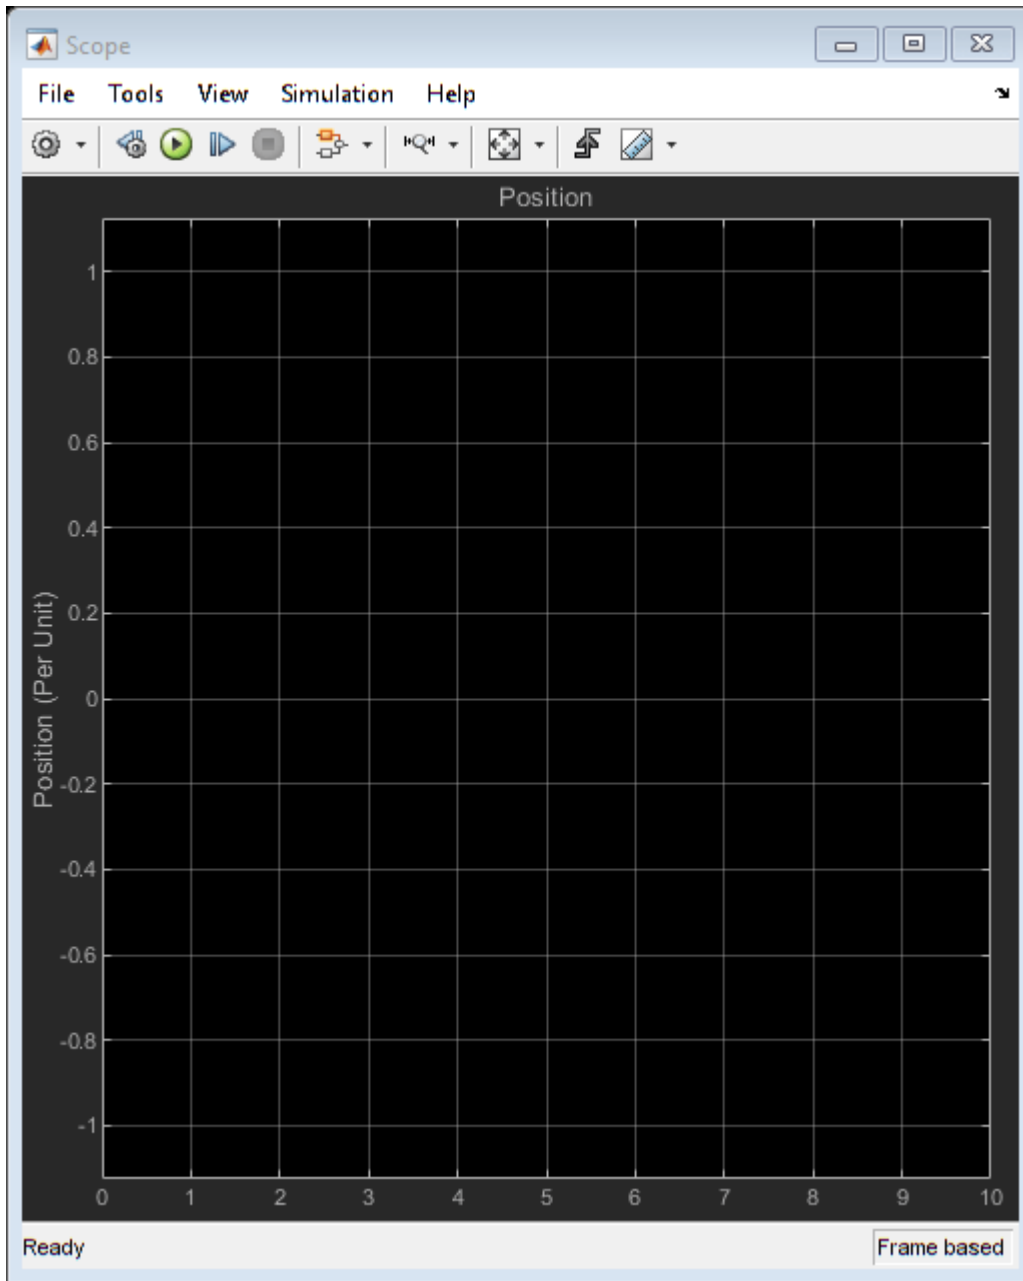 Scope
File Tools View Simulation Help
Position
Position (Per Unit)
1
0.8
0.6
0.4
0.2
0
-0.2
-0.4
-0.6
-0.8
-1
0 1 2 3 4 5 6 7 8 9 10
Ready Frame based